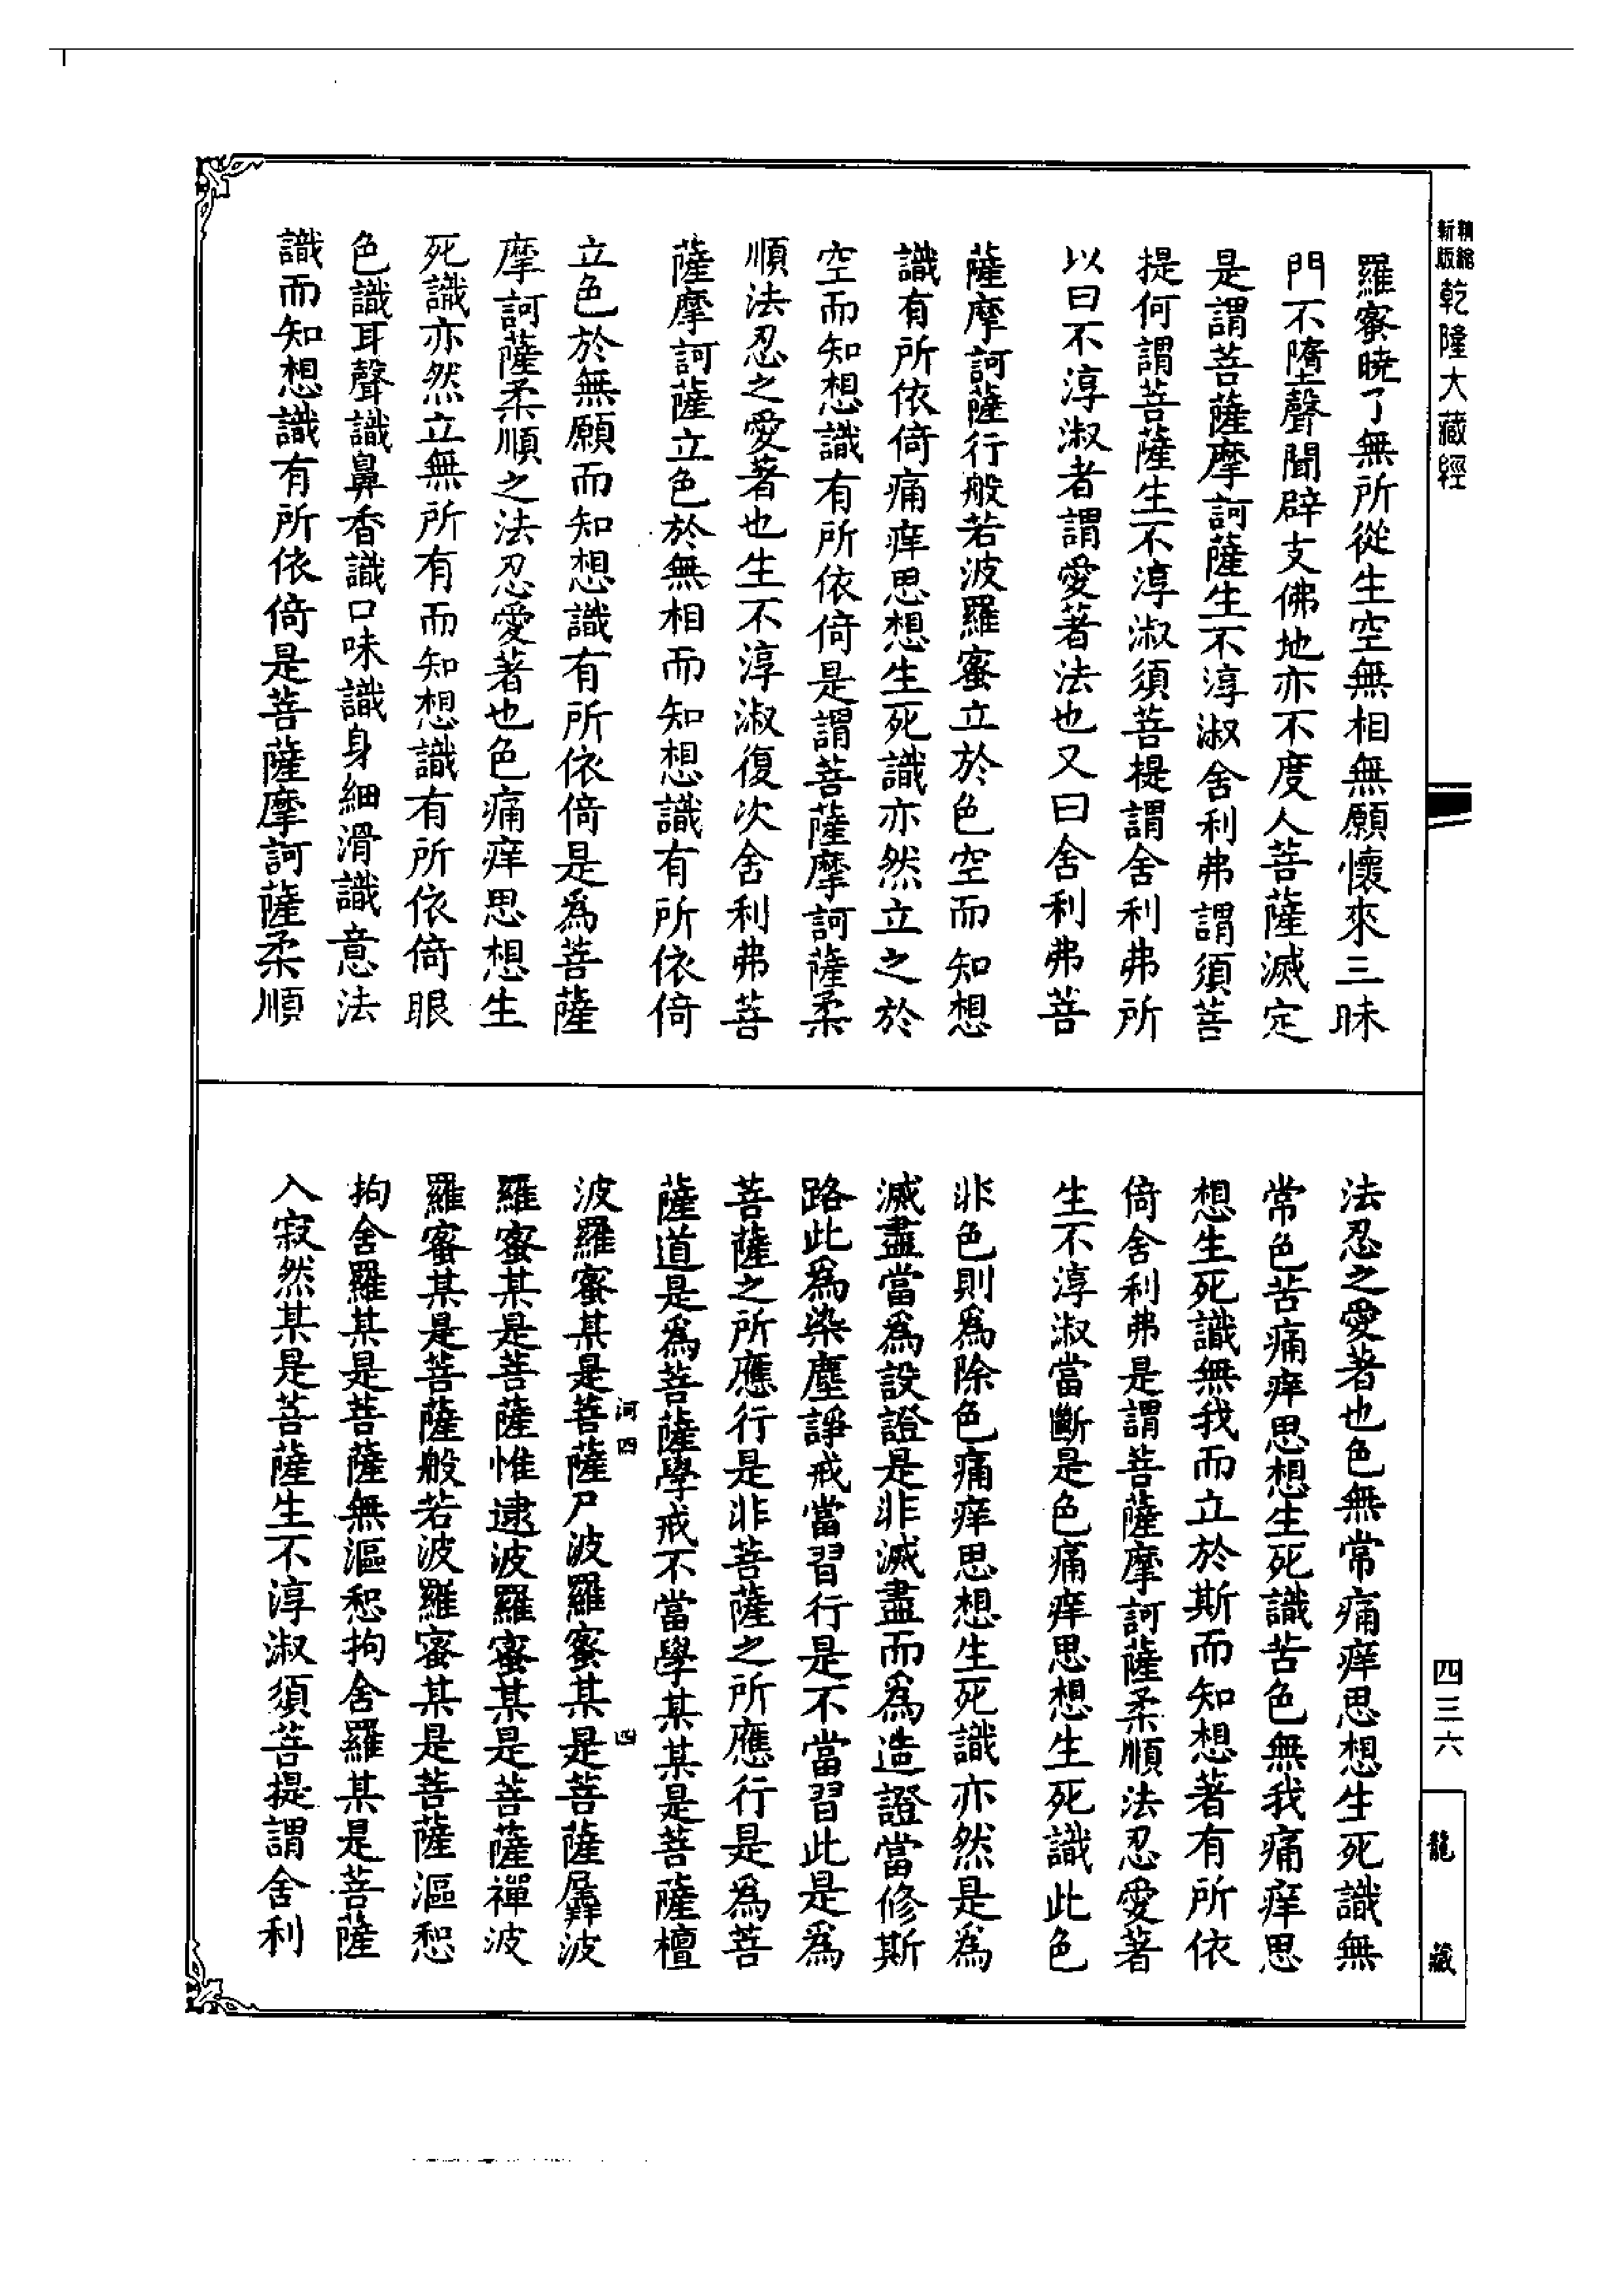 精縮
新版
乾隆大藏經
羅蜜曉了無所從生空無相無願懷來三昧
門不墮聲聞辟支佛地亦不度人菩薩滅定
是謂菩薩摩訶薩生不淳淑舍利弗謂須菩
提何謂菩薩生不淳淑須菩提謂舍利弗所
以曰不淳淑者謂愛著法也又曰舍利弗菩
薩摩訶薩行般若波羅蜜立於色空而知想
識有所依倚痛痒思想生死識亦然立之於
空而知想識有所依倚是謂菩薩摩訶薩柔
順法忍之愛著也生不淳淑復次舍利弗菩
薩摩訶薩立色於無相而知想識有所依倚
立色於無願而知想識有所依倚是為菩薩
摩訶薩柔順之法忍愛著也色痛痒思想生
死識亦然立無所有而知想識有所依倚眼
色識耳聲識鼻香識口味識身細滑識意法
識而知想識有所依倚是菩薩摩訶薩柔順
法忍之愛著也色無常痛痒思想生死識無
常色苦痛痒思想生死識苦色無我痛痒思
想生死識無我而立於斯而知想著有所依
倚舍利弗是謂菩薩摩訶薩柔順法忍愛著
生不淳淑當斷是色痛痒思想生死識此色
非色則為除色痛痒思想生死識亦然是為
滅盡當為設證是非滅盡而為造證當修斯
路此為染塵諍戒當習行是不當習此是為
菩薩之所應行是非菩薩之所應行是為菩
薩道是為菩薩學戒不當學某某是菩薩檀
河四
四
波羅蜜某是菩薩尸波羅蜜某是菩薩羼波
羅蜜某是菩薩惟逮波羅蜜某是菩薩禪波
羅蜜某是菩薩般若波羅蜜某是菩薩漚惒
拘舍羅某是菩薩無漚惒拘舍羅某是菩薩
入寂然某是菩薩生不淳淑須菩提謂舍利
四三六
龍藏